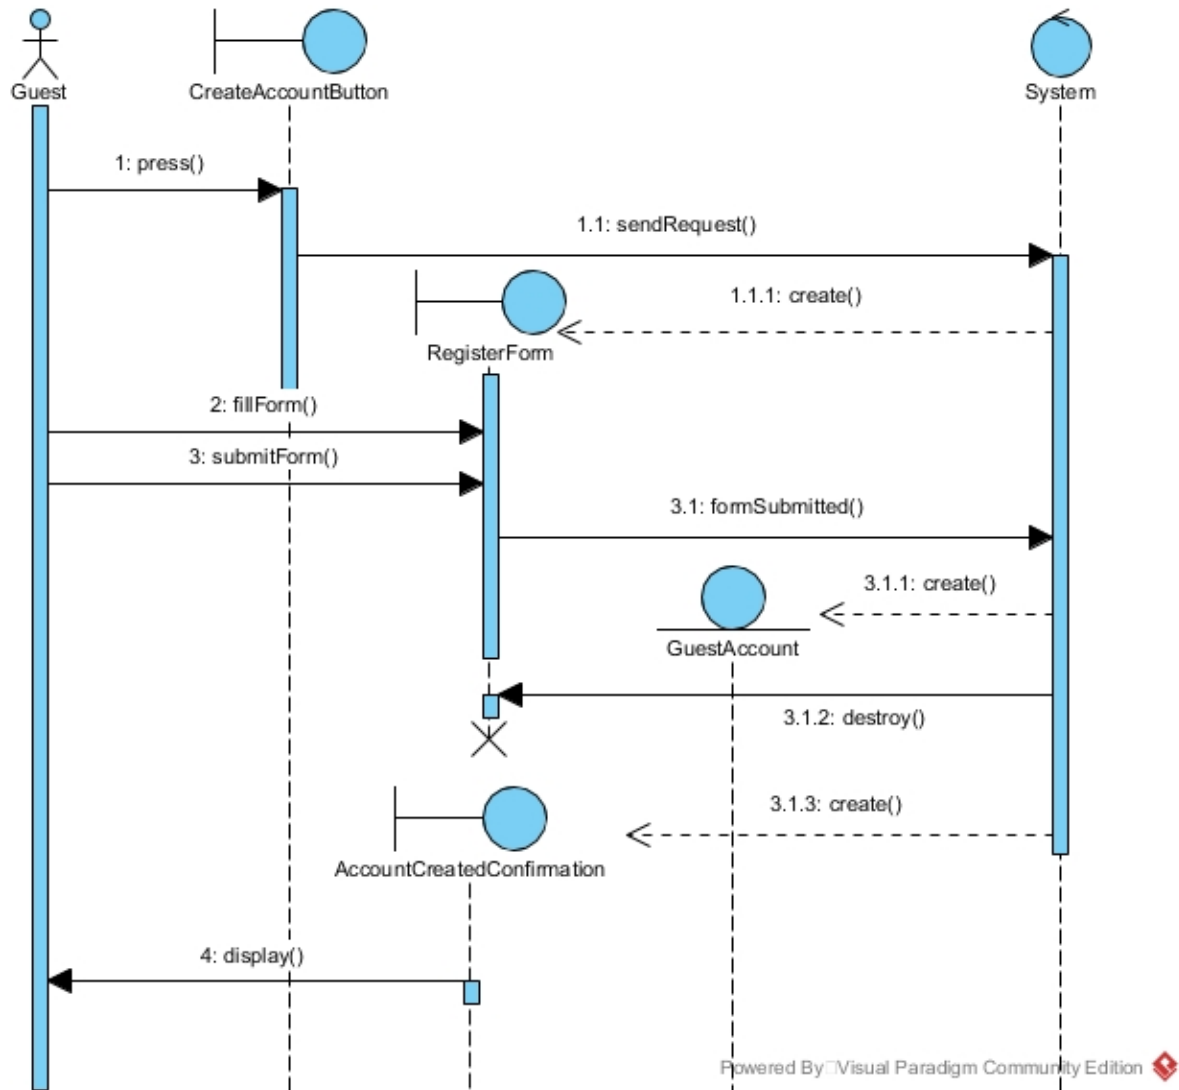 Guest
CreateAccountButton
System
1: press()
1.1: sendRequest()
1.1.1: create()
RegisterForm
2: fillForm()
3: submitForm()
3.1: formSubmitted()
3.1.1: create()
GuestAccount
3.1.2: destroy()
3.1.3: create()
AccountCreatedConfirmation
4: display()
Powered By Visual Paradigm Community Edition